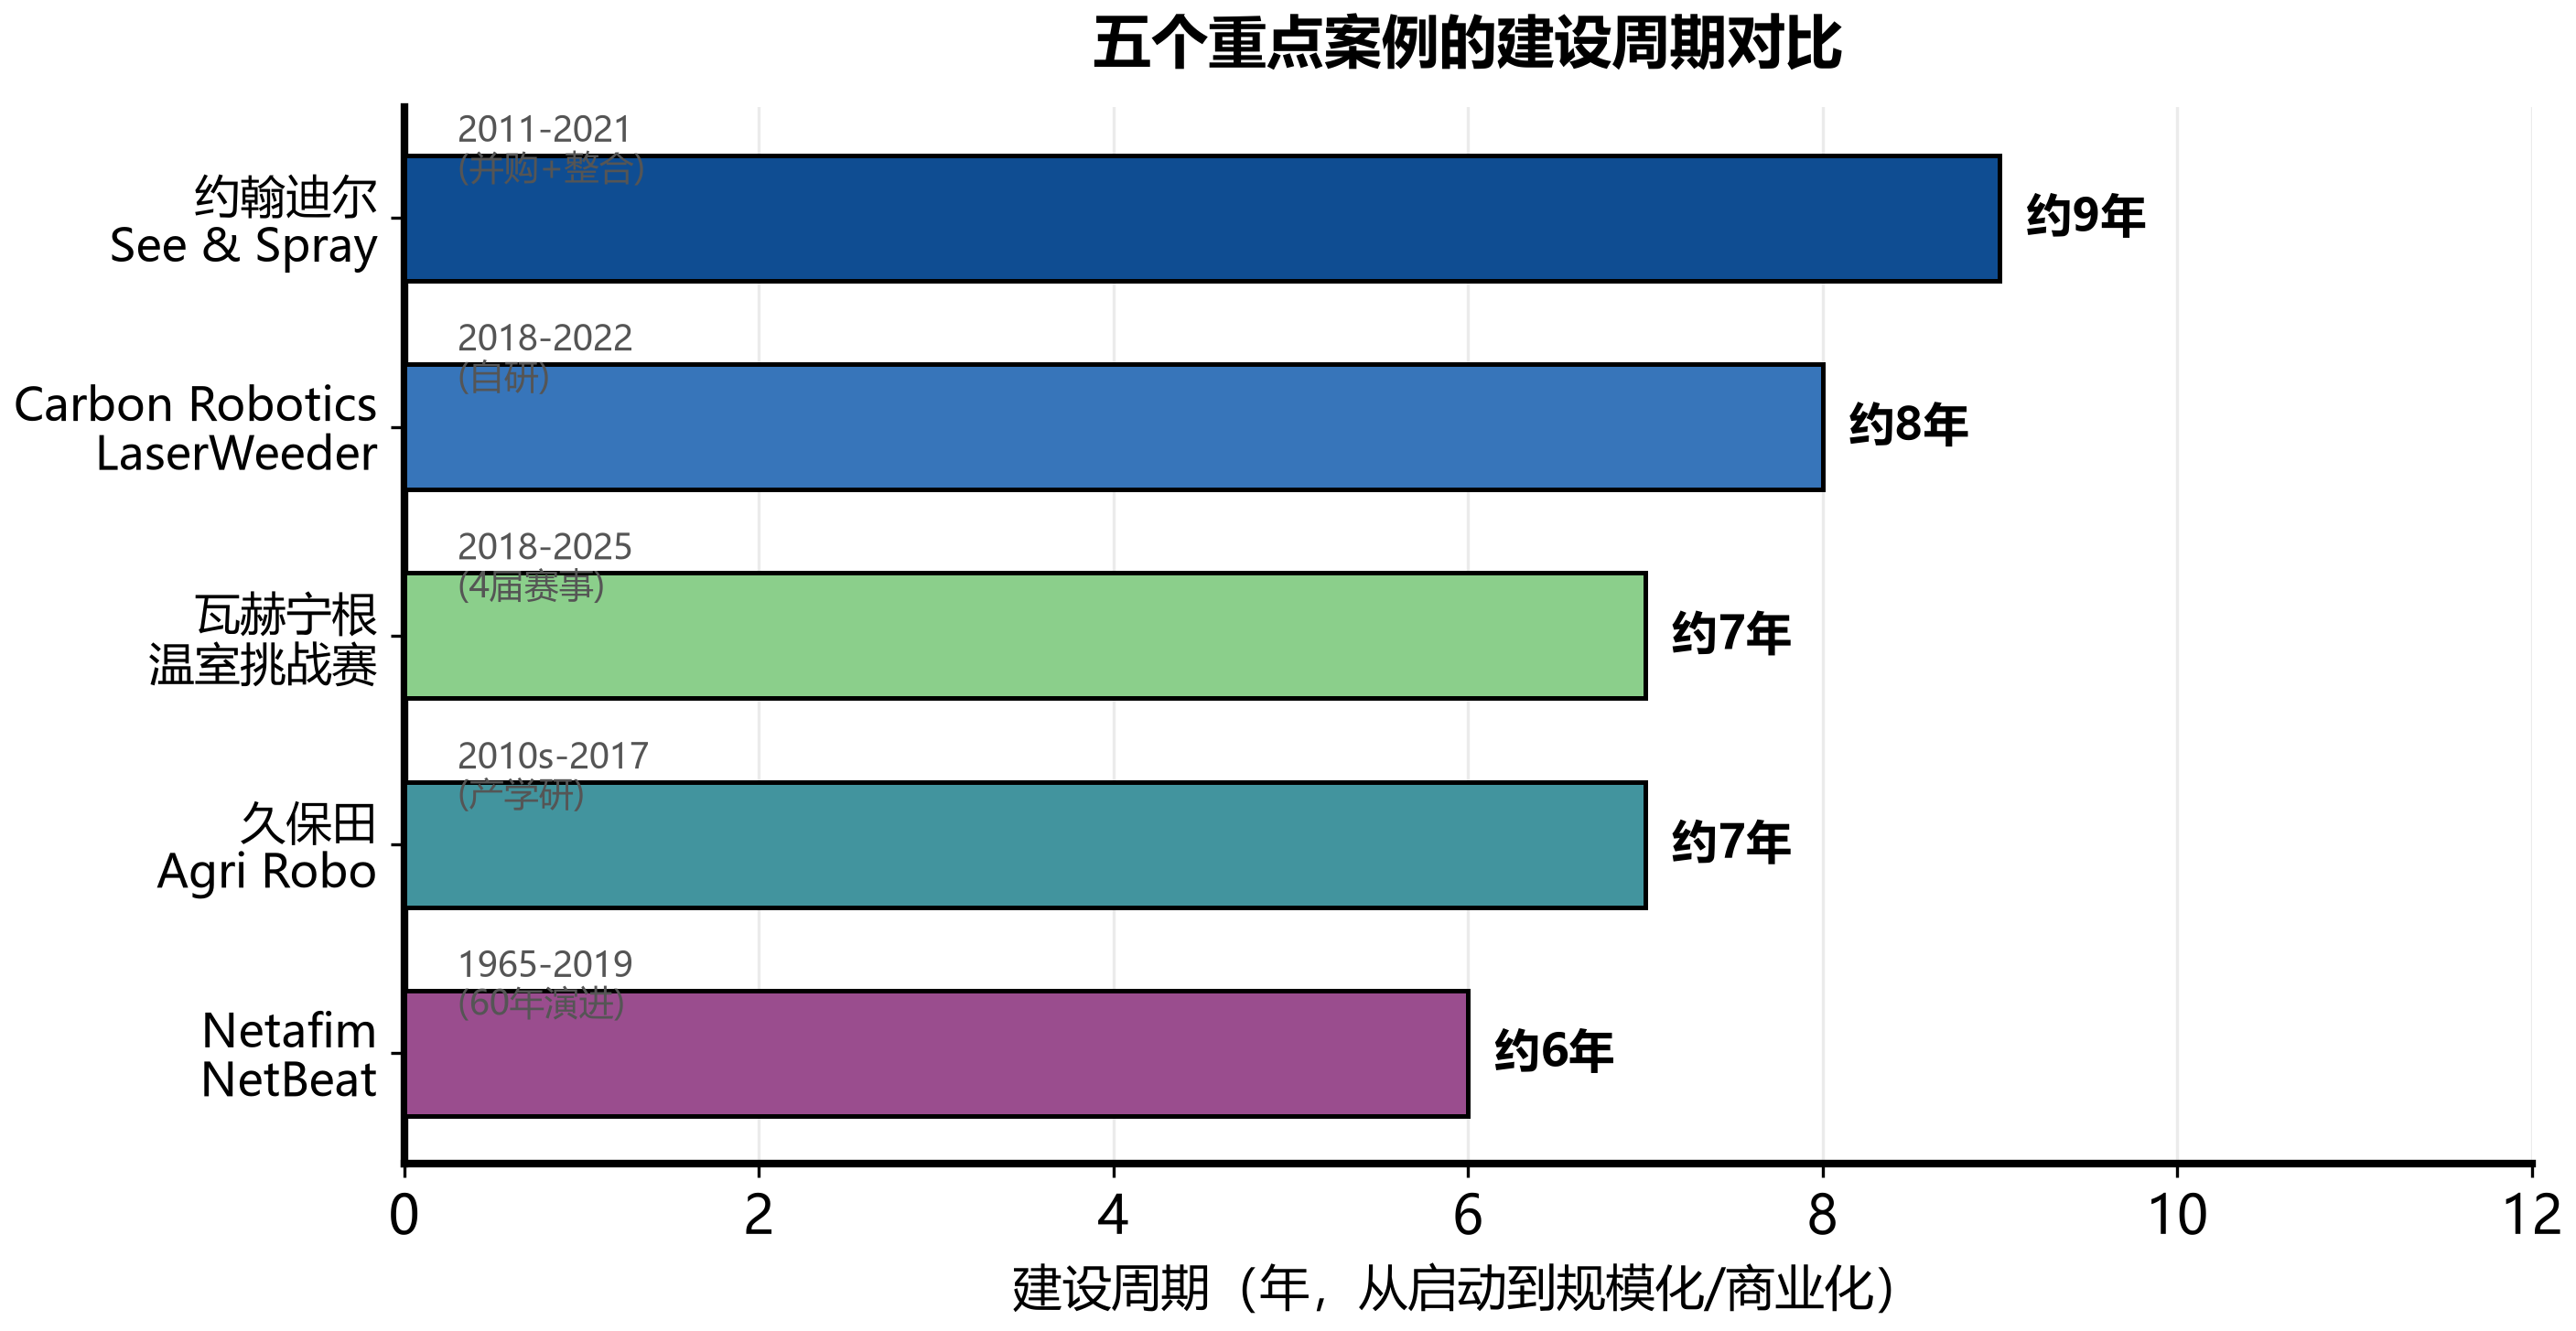 五个重点案例的建设周期对比
约翰迪尔
See & Spray
2011-2021
(并购+整合)
约9年
Carbon Robotics
LaserWeeder
2018-2022
(自研)
约8年
瓦赫宁根
温室挑战赛
2018-2025
(4届赛事)
约7年
久保田
Agri Robo
2010s-2017
(产学研)
约7年
Netafim
NetBeat
1965-2019
(60年演进)
约6年
0 2 4 6 8 10 12
建设周期（年，从启动到规模化/商业化）